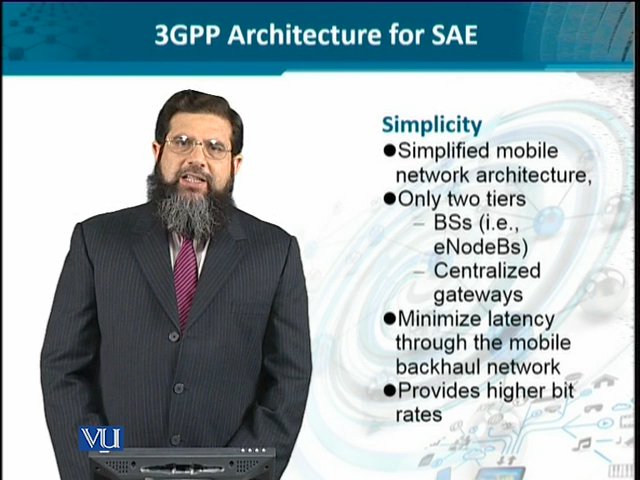 3GPP Architecture for SAE
Simplicity
●Simplified mobile
network architecture,
●Only two tiers
– BSs (i.e.,
eNodeBs)
– Centralized
gateways
●Minimize latency
through the mobile
backhaul network
●Provides higher bit
rates
VU